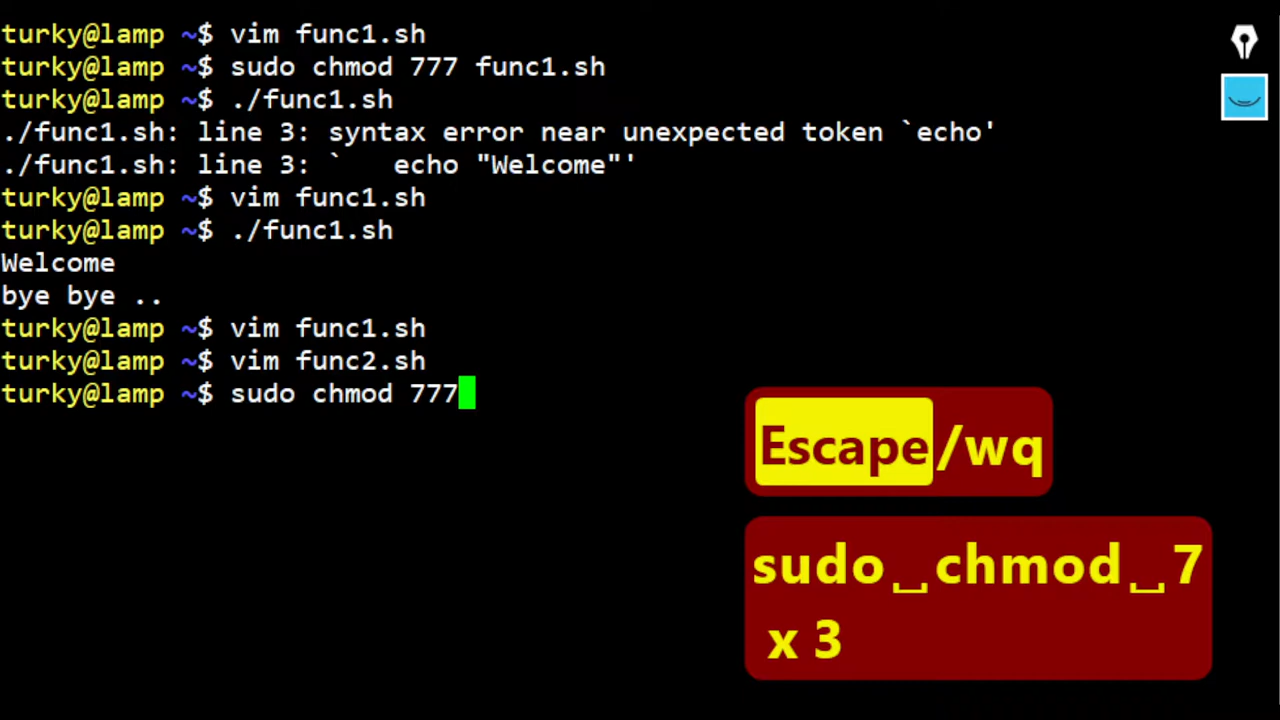 turky@lamp ~$ vim func1.sh
turky@lamp ~$ sudo chmod 777 func1.sh
turky@lamp ~$ ./func1.sh
./func1.sh: line 3: syntax error near unexpected token `echo'
./func1.sh: line 3: `   echo "Welcome"'
turky@lamp ~$ vim func1.sh
turky@lamp ~$ ./func1.sh
Welcome
bye bye ..
turky@lamp ~$ vim func1.sh
turky@lamp ~$ vim func2.sh
turky@lamp ~$ sudo chmod 777
Escape/wq
sudo␣chmod␣7
x 3